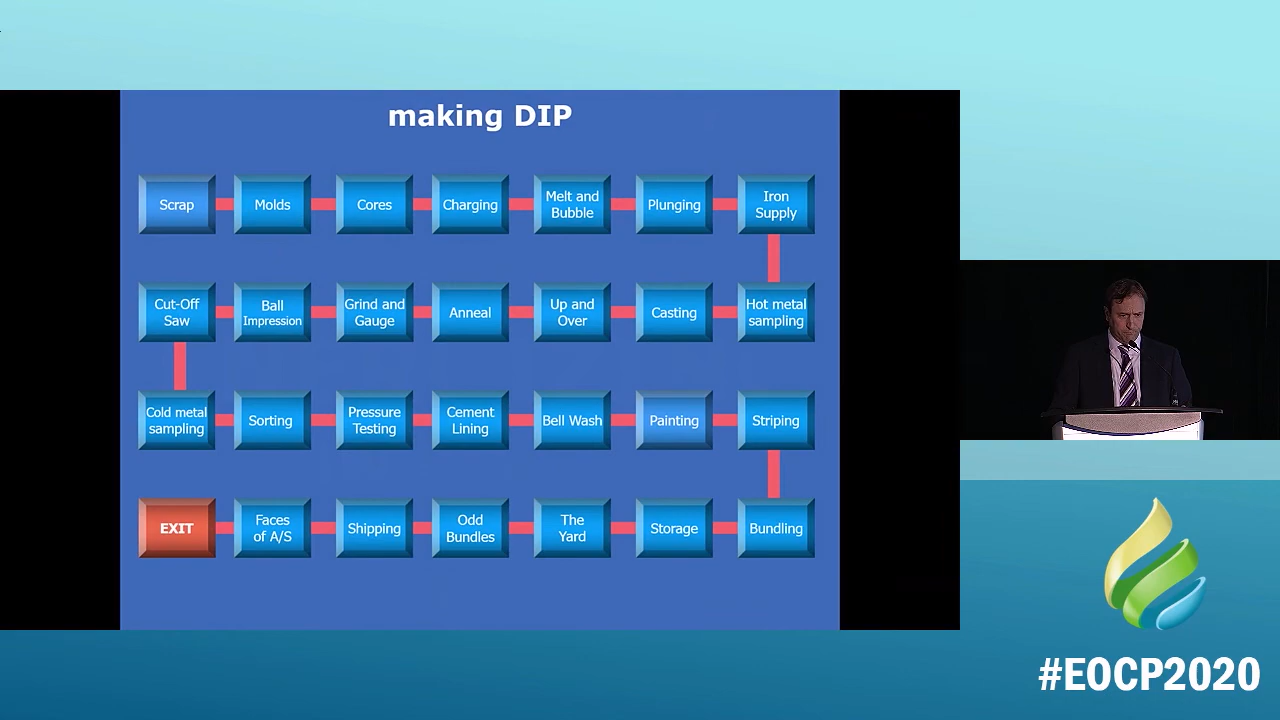 making DIP
Scrap
Molds
Cores
Charging
Melt and
Bubble
Plunging
Iron
Supply
Cut-Off
Saw
Ball
Impression
Grind and
Gauge
Anneal
Up and
Over
Casting
Hot metal
sampling
Cold metal
sampling
Sorting
Pressure
Testing
Cement
Lining
Bell Wash
Painting
Striping
EXIT
Faces
of A/S
Shipping
Odd
Bundles
The
Yard
Storage
Bundling
#EOCP2020